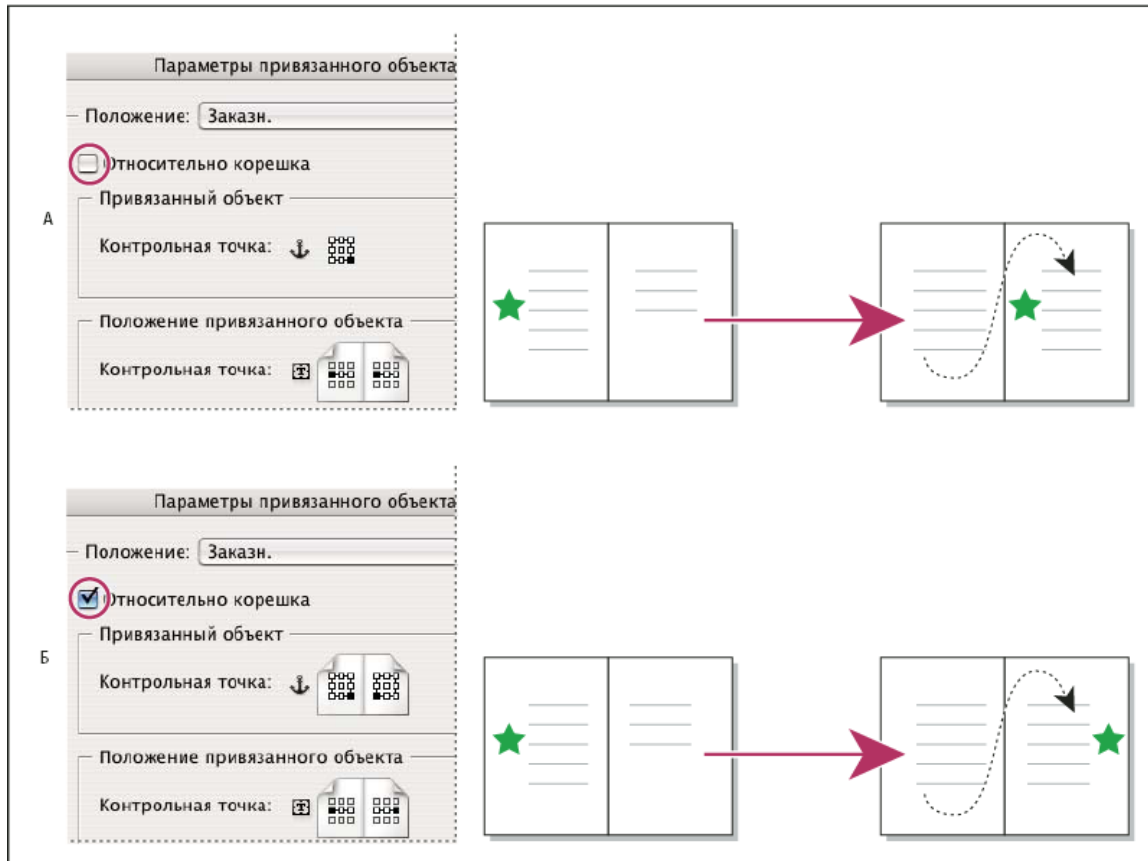 Параметры привязанного объекта
Положение: Заказн.
Относительно корешка
Привязанный объект
А
Контрольная точка:
Положение привязанного объекта
Контрольная точка: T
Параметры привязанного объекта
Положение: Заказн.
Относительно корешка
Привязанный объект
Б
Контрольная точка:
Положение привязанного объекта
Контрольная точка: T